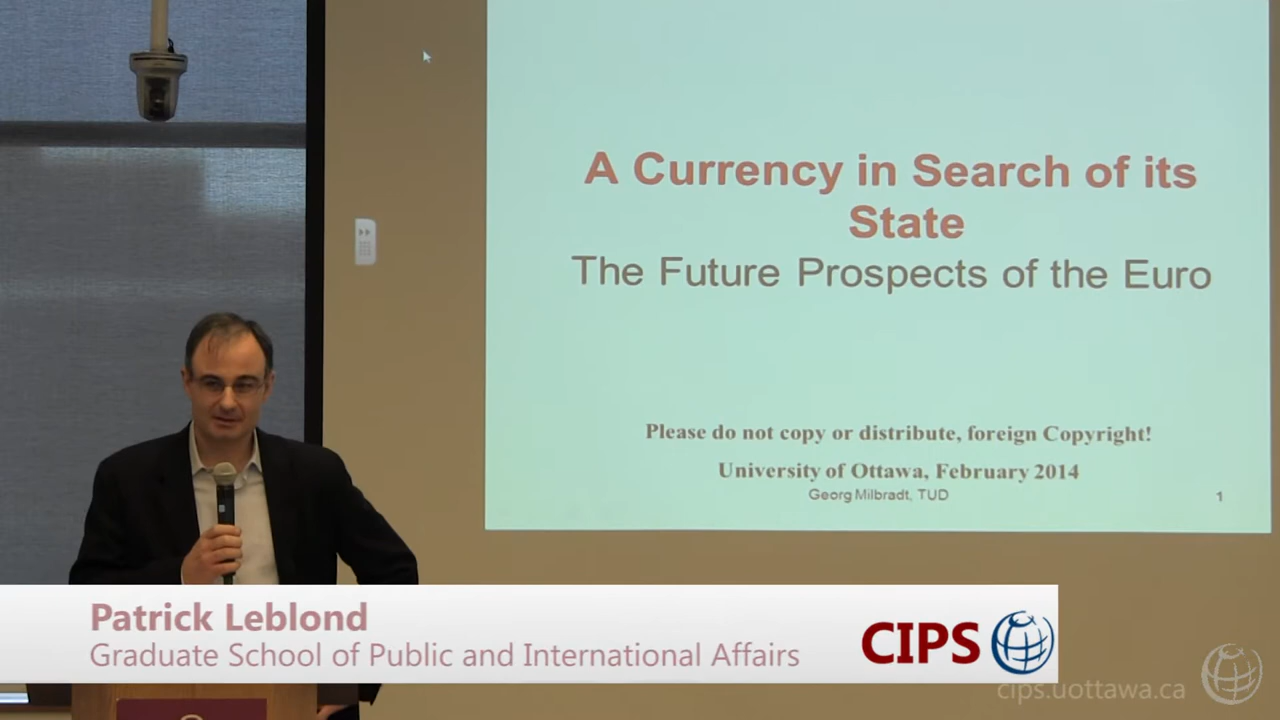 A Currency in Search of its
State
The Future Prospects of the Euro
Please do not copy or distribute, foreign Copyright!
University of Ottawa, February 2014
Georg Milbradt, TUD
1
Patrick Leblond
Graduate School of Public and International Affairs
CIPS
cips.uottawa.ca